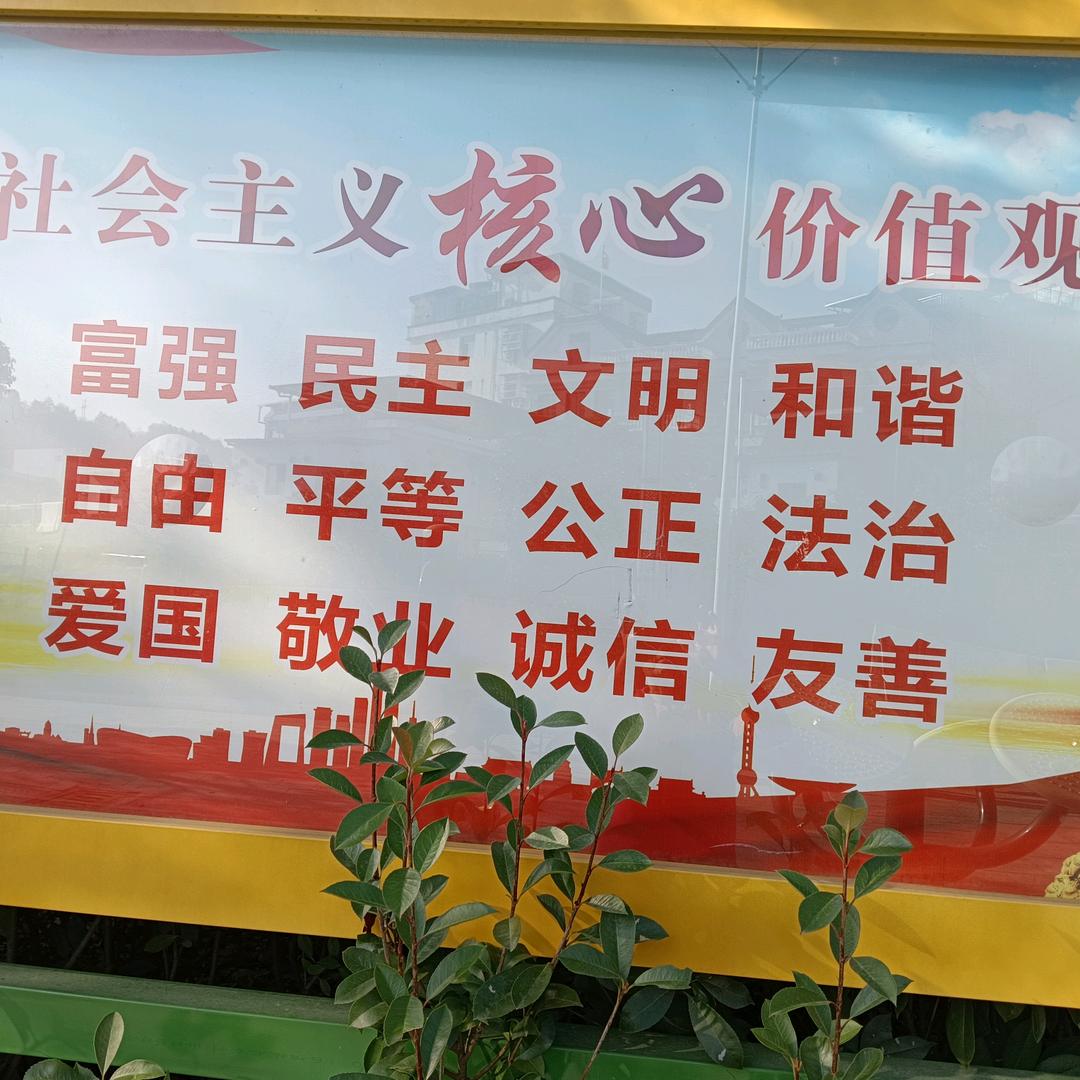 社会主义核心价值观
富强 民主 文明 和谐
自由 平等 公正 法治
爱国 敬业 诚信 友善